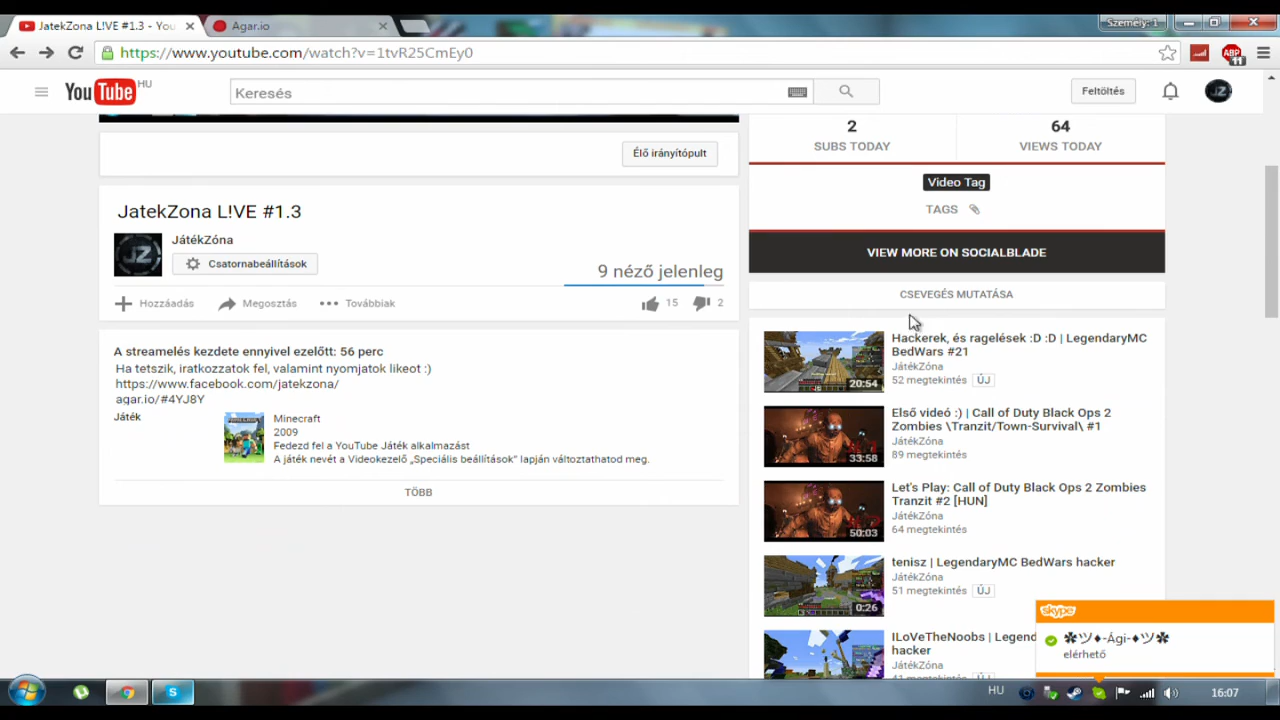 JatekZona L!VE #1.3 - You
Agar.io
Személy: 1
https://www.youtube.com/watch?v=1tvR25CmEy0
ABP
11
YouTube
HU
Keresés
Feltöltés
JZ
Élő irányítópult
JatekZona L!VE #1.3
JZ
JátékZóna
Csatornabeállítások
9 néző jelenleg
Hozzáadás
Megosztás
Továbbiak
15
2
A streamelés kezdete ennyivel ezelőtt: 56 perc
Ha tetszik, iratkozzatok fel, valamint nyomjatok likeot :)
https://www.facebook.com/jatekzona/
agar.io/#4YJ8Y
Játék
Minecraft
2009
Fedezd fel a YouTube Játék alkalmazást
A játék nevét a Videokezelő „Speciális beállítások" lapján változtathatod meg.
TÖBB
2
SUBS TODAY
64
VIEWS TODAY
Video Tag
TAGS
VIEW MORE ON SOCIALBLADE
CSEVEGÉS MUTATÁSA
20:54
Hackerek, és ragelések :D :D | LegendaryMC
BedWars #21
JátékZóna
52 megtekintés ÚJ
33:58
Első videó :) | Call of Duty Black Ops 2
Zombies \Tranzit/Town-Survival\ #1
JátékZóna
89 megtekintés
50:03
Let's Play: Call of Duty Black Ops 2 Zombies
Tranzit #2 [HUN]
JátékZóna
64 megtekintés
0:26
tenisz | LegendaryMC BedWars hacker
JátékZóna
51 megtekintés ÚJ
ILoVeTheNoobs | Legend
hacker
JátékZóna
skype
✽ツ♦-Ági-♦ツ✽
elérhető
HU
16:07